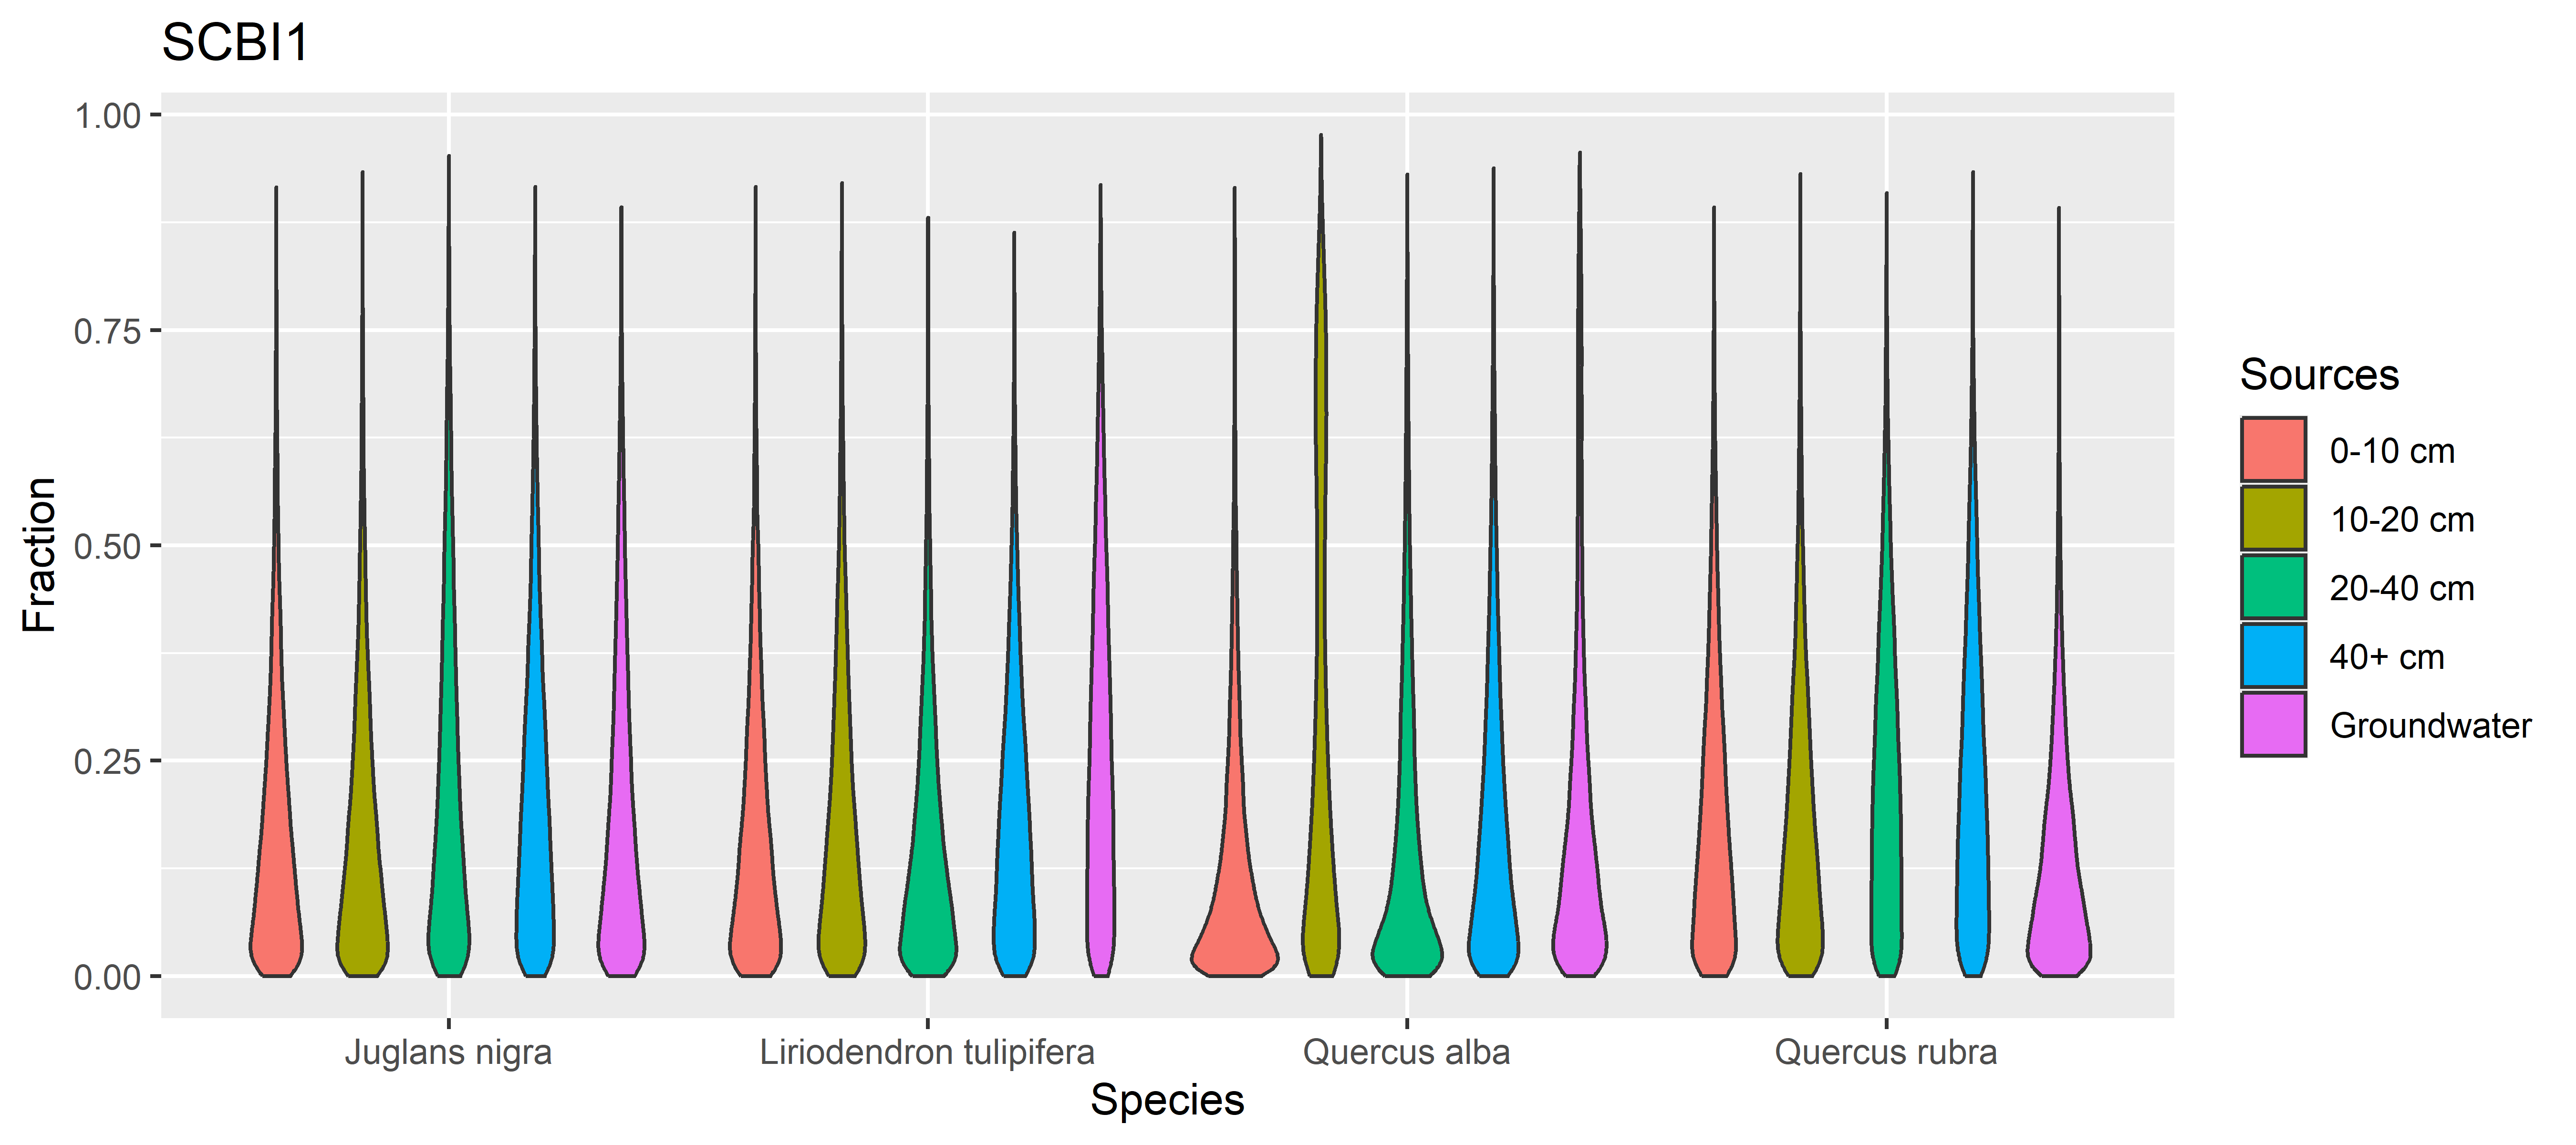 SCBI1
1.00
0.75
0.50
0.25
0.00
Fraction
Juglans nigra
Liriodendron tulipifera
Quercus alba
Quercus rubra
Species
Sources
0-10 cm
10-20 cm
20-40 cm
40+ cm
Groundwater